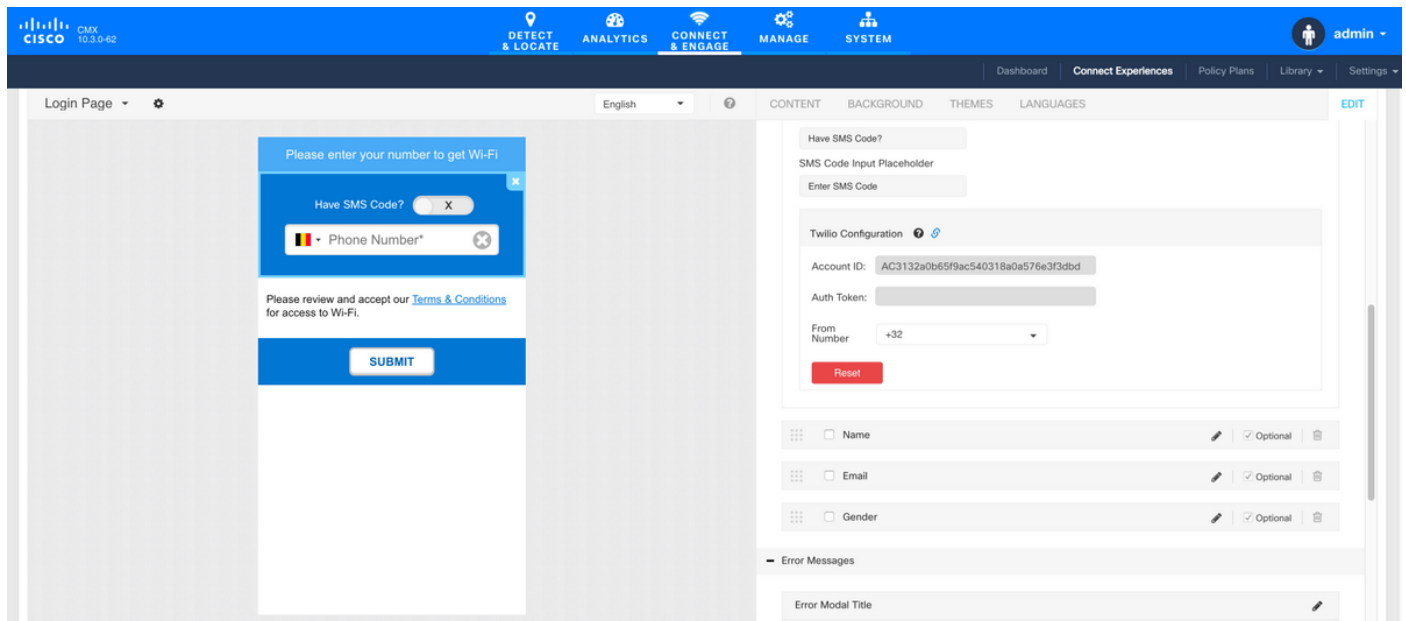 CISCO CMX 10.3.0-62
DETECT & LOCATE
ANALYTICS
CONNECT & ENGAGE
MANAGE
SYSTEM
admin
Dashboard
Connect Experiences
Policy Plans
Library
Settings
Login Page
English
CONTENT
BACKGROUND
THEMES
LANGUAGES
EDIT
Please enter your number to get Wi-Fi
Have SMS Code? X
Phone Number*
Please review and accept our Terms & Conditions
for access to Wi-Fi.
SUBMIT
Have SMS Code?
SMS Code Input Placeholder
Enter SMS Code
Twilio Configuration
Account ID: AC3132a0b65f9ac540318a0a576e3f3dbd
Auth Token:
From Number +32
Reset
Name Optional
Email Optional
Gender Optional
Error Messages
Error Modal Title